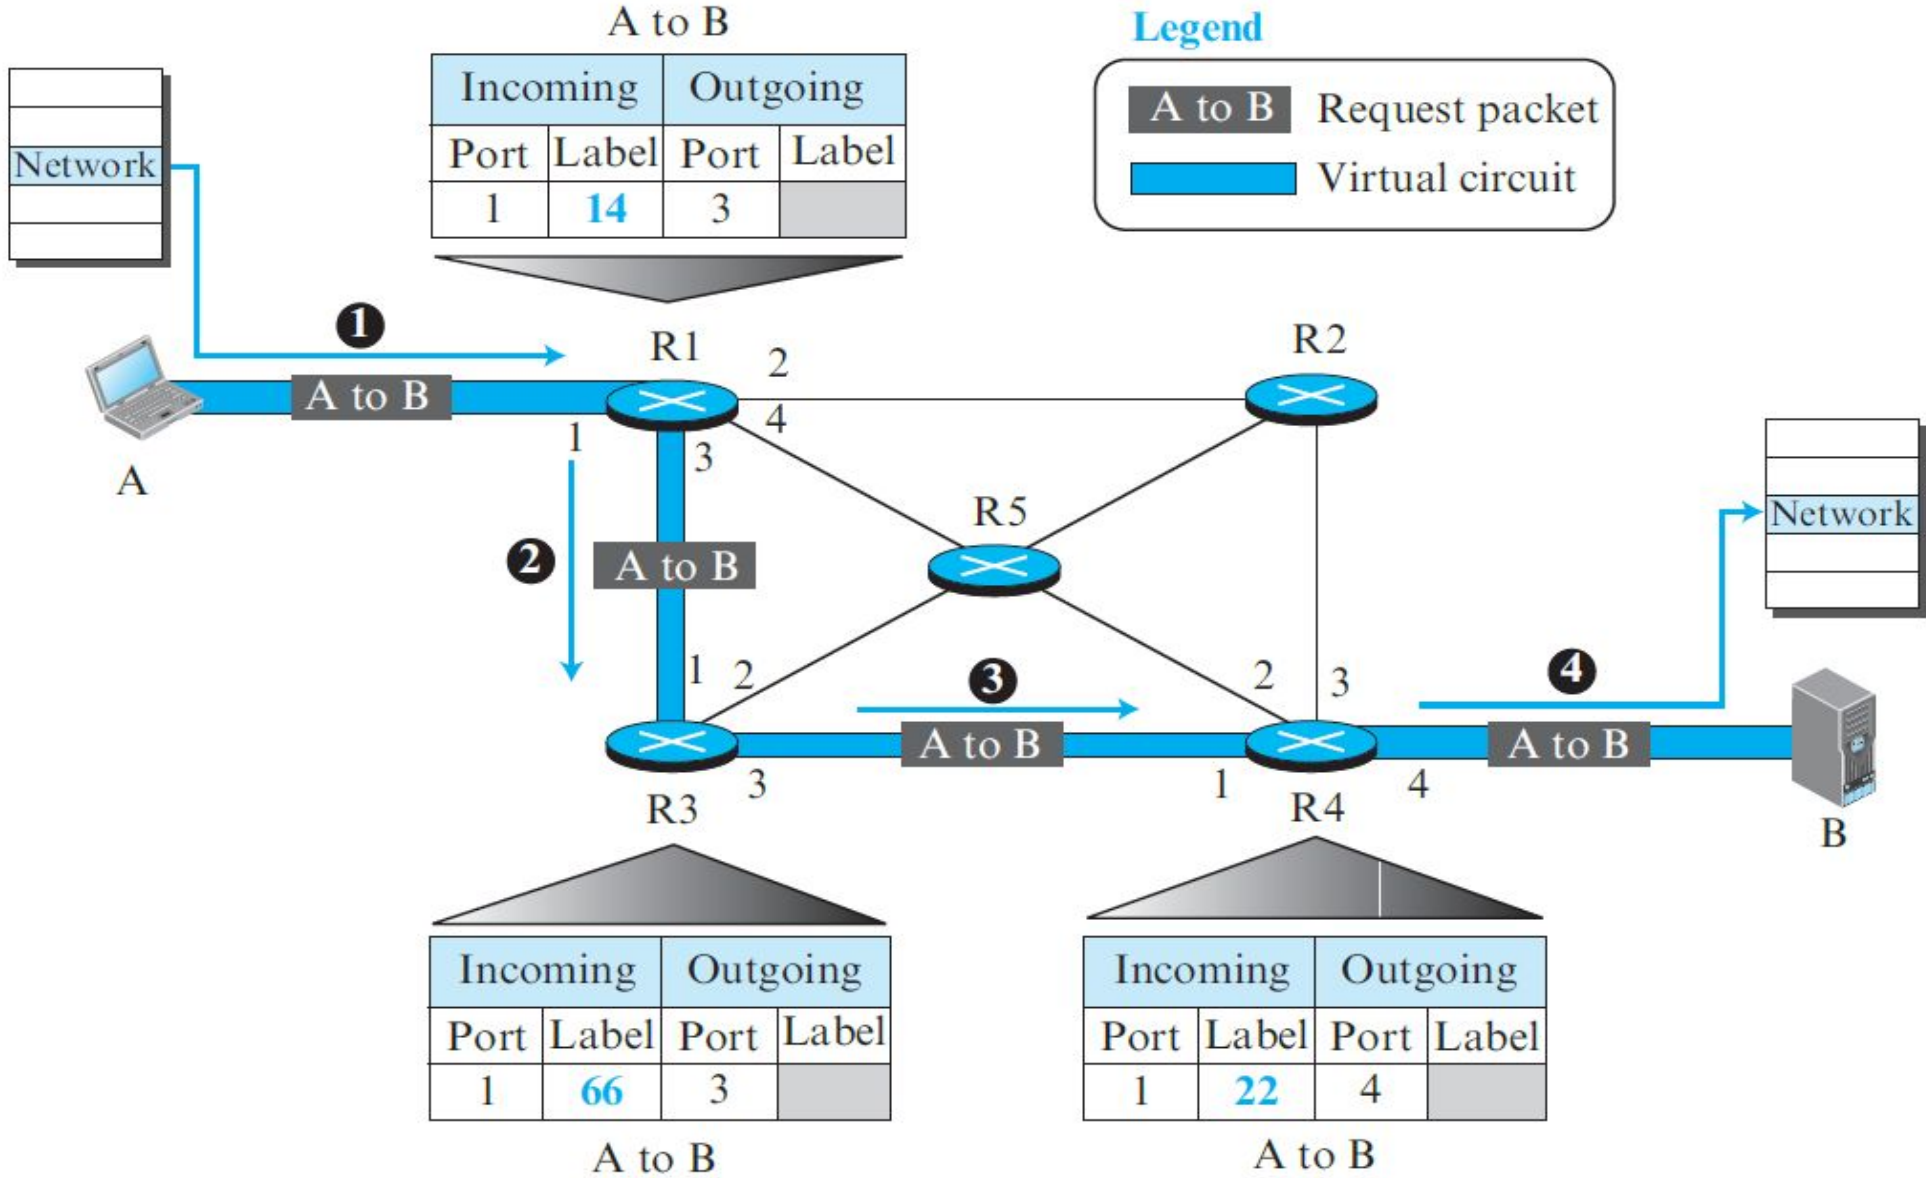 A to B
Incoming Outgoing
Port Label Port Label
1 14 3
Legend
A to B Request packet
Virtual circuit
Network
1
A to B
A
R1
1
2
4
3
R2
R5
2
A to B
1
2
R3
3
3
A to B
2
3
1
R4
4
4
A to B
Network
B
Incoming Outgoing
Port Label Port Label
1 66 3
A to B
Incoming Outgoing
Port Label Port Label
1 22 4
A to B